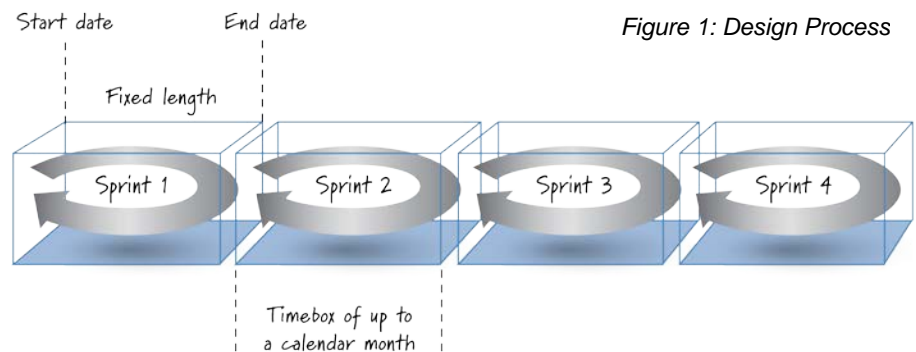 Start date
End date
Figure 1: Design Process
Fixed length
Sprint 1
Sprint 2
Sprint 3
Sprint 4
Timebox of up to
a calendar month